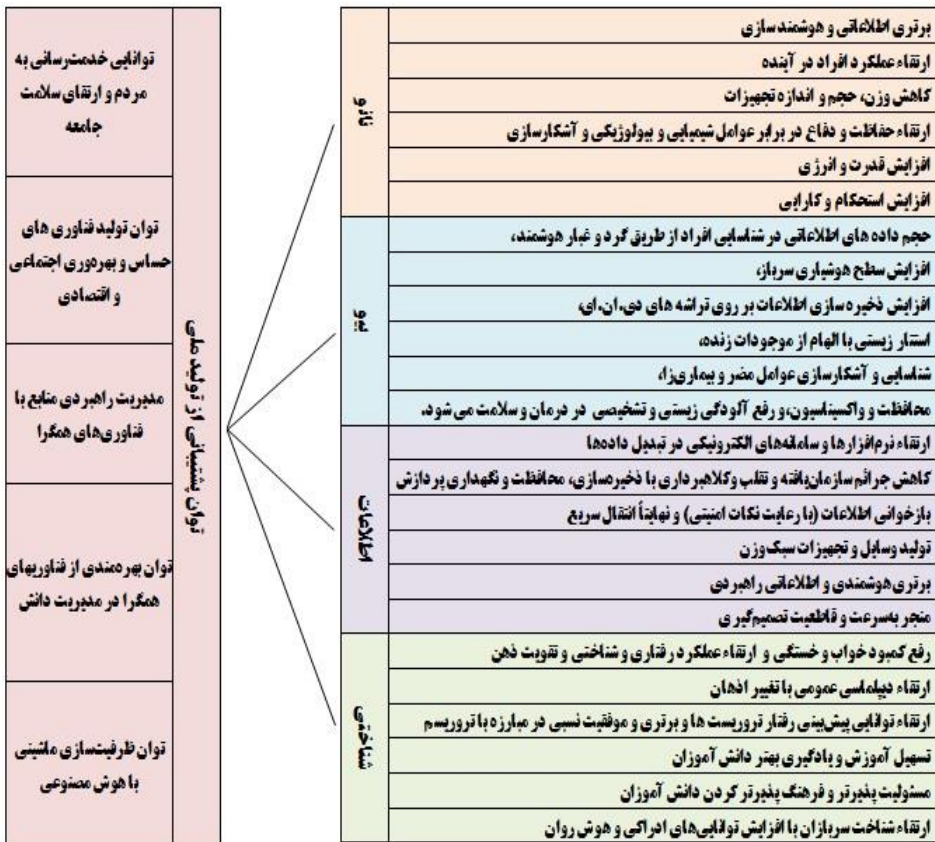 نانو
برتری اطلاعاتی و هوشمندسازی
ارتقاء عملکرد افراد در آینده
کاهش وزن، حجم و اندازه تجهیزات
ارتقاء حفاظت و دفاع در برابر عوامل شیمیایی و بیولوژیکی و آشکارسازی
افزایش قدرت و انرژی
افزایش استحکام و کارایی
بیو
حجم داده های اطلاعاتی در شناسایی افراد از طریق گرد و غبار هوشمند،
افزایش سطح هوشیاری سرباز،
افزایش ذخیره سازی اطلاعات بر روی تراشه های دی.ان.ای،
استتار زیستی با الهام از موجودات زنده،
شناسایی و آشکارسازی عوامل مضر و بیماری‌زا،
محافظت و واکسیناسیون،و رفع آلودگی زیستی و تشخیصی در درمان و سلامت می شود.
اطلاعات
ارتقاء نرم‌افزارها و سامانه‌های الکترونیکی در تبدیل داده‌ها
کاهش جرائم سازمان‌یافته و تقلب وکلاهبرداری با ذخیره‌سازی، محافظت و نگهداری پردازش
بازخوانی اطلاعات (با رعایت نکات امنیتی) و نهایتاً انتقال سریع
تولید وسایل و تجهیزات سبک‌وزن
برتری هوشمندی و اطلاعاتی راهبردی
منجر به‌سرعت و قاطعیت تصمیم‌گیری
شناختی
رفع کمبود خواب و خستگی و ارتقاء عملکرد رفتاری و شناختی و تقویت ذهن
ارتقاء دیپلماسی عمومی با تغییر اذهان
ارتقاء توانایی پیش‌بینی رفتار تروریست ها و برتری و موفقیت نسبی در مبارزه با تروریسم
تسهیل آموزش و یادگیری بهتر دانش آموزان
مسئولیت پذیرتر و فرهنگ پذیرتر کردن دانش آموزان
ارتقاء شناخت سربازان با افزایش توانایی‌های ادراکی و هوش روان
توان پشتیبانی از تولید ملی
توانایی خدمت‌رسانی به
مردم و ارتقای سلامت
جامعه
توان تولید فناوری های
حساس و بهره‌وری اجتماعی
و اقتصادی
مدیریت راهبردی منابع با
فناوری‌های همگرا
توان بهره‌مندی از فناوریهای
همگرا در مدیریت دانش
توان ظرفیت‌سازی ماشینی
با هوش مصنوعی